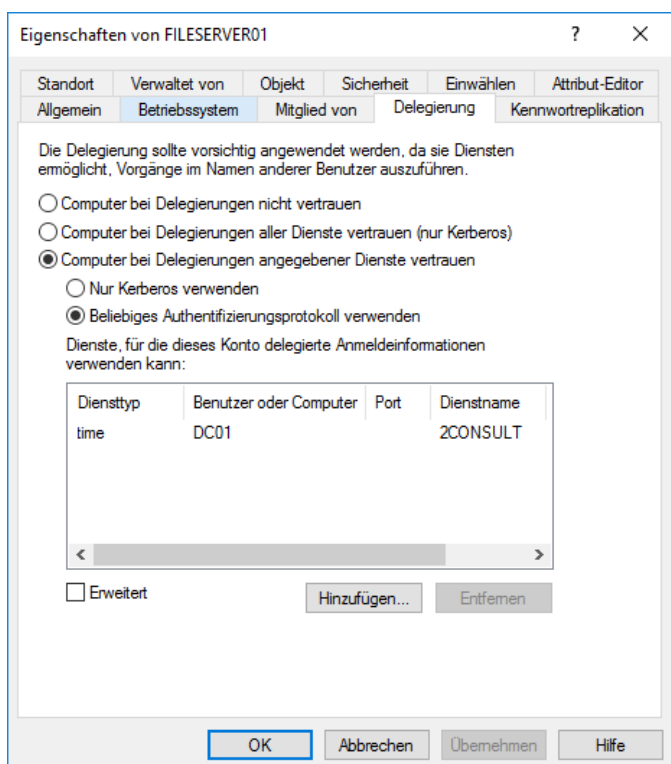 Eigenschaften von FILESERVER01
?
Standort Verwaltet von Objekt Sicherheit Einwählen Attribut-Editor
Allgemein Betriebssystem Mitglied von Delegierung Kennwortreplikation
Die Delegierung sollte vorsichtig angewendet werden, da sie Diensten
ermöglicht, Vorgänge im Namen anderer Benutzer auszuführen.
Computer bei Delegierungen nicht vertrauen
Computer bei Delegierungen aller Dienste vertrauen (nur Kerberos)
Computer bei Delegierungen angegebener Dienste vertrauen
Nur Kerberos verwenden
Beliebiges Authentifizierungsprotokoll verwenden
Dienste, für die dieses Konto delegierte Anmeldeinformationen
verwenden kann:
Diensttyp Benutzer oder Computer Port Dienstname
time DC01 2CONSULT
Erweitert Hinzufügen... Entfernen
OK Abbrechen Übernehmen Hilfe